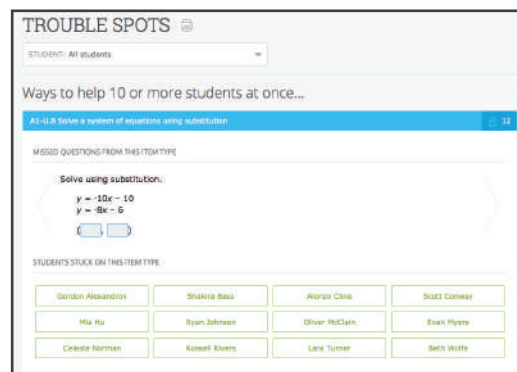 TROUBLE SPOTS
STUDENT: All students
Ways to help 10 or more students at once...
A1-U.8 Solve a system of equations using substitution 12
MISSED QUESTIONS FROM THIS ITEM TYPE
Solve using substitution.
y = -10x - 10
y = -8x - 6
( , )
STUDENTS STUCK ON THIS ITEM TYPE
Gordon Alexandrov Shakira Bass Alonzo Cline Scott Conway
Mia Hu Ryan Johnson Oliver McClain Evan Myers
Celeste Norman Russell Rivers Lara Turner Beth Wolfe